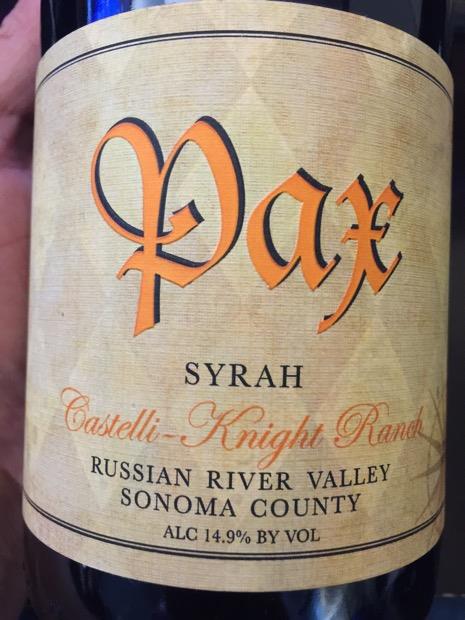 Pax
SYRAH
Castelli-Knight Ranch
RUSSIAN RIVER VALLEY
SONOMA COUNTY
ALC 14.9% BY VOL